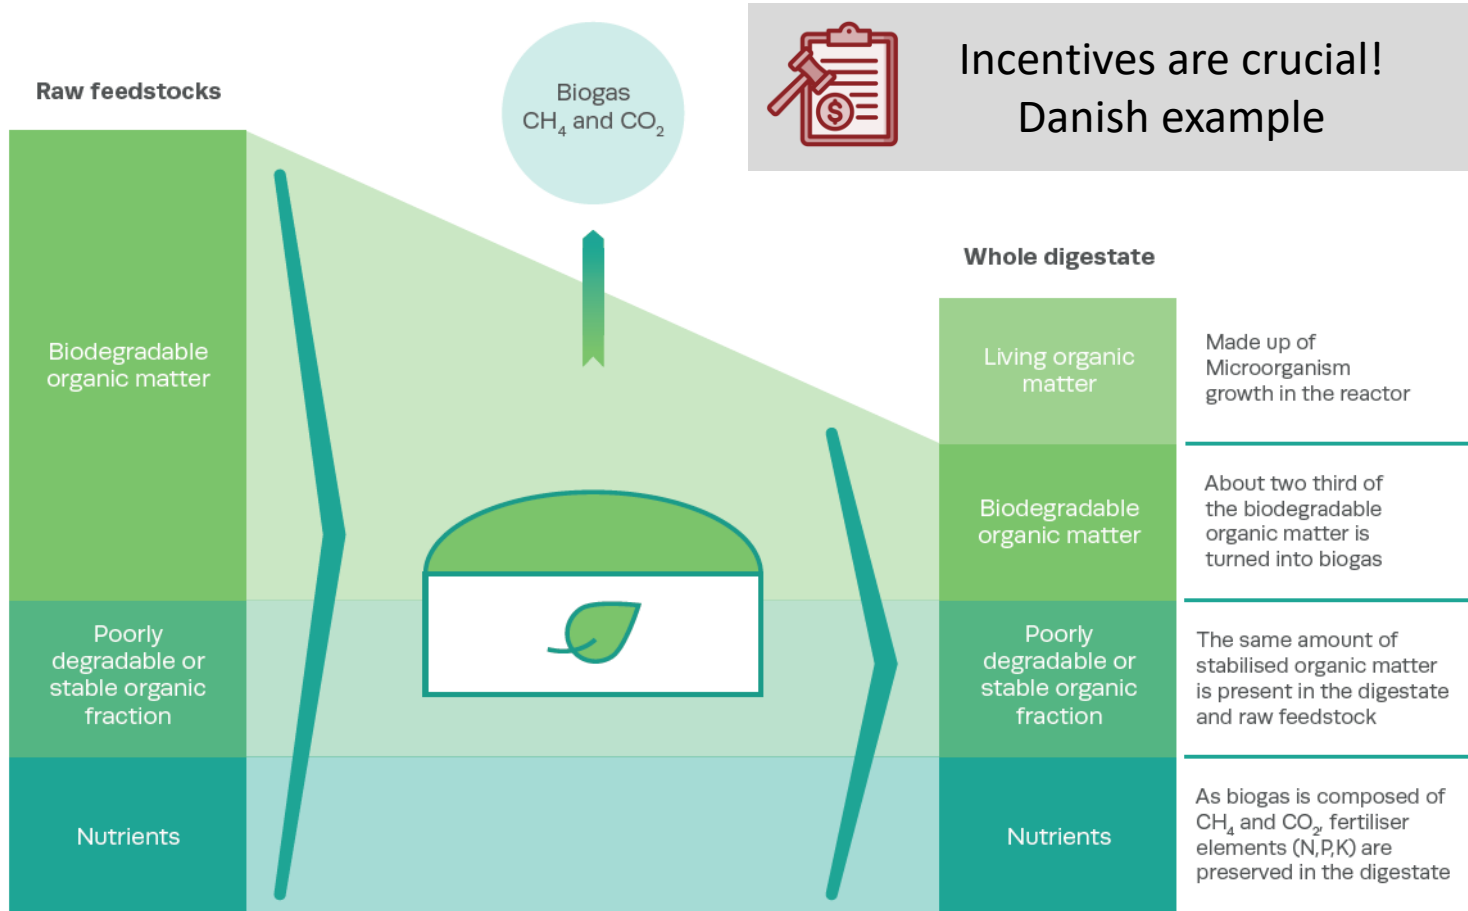 Incentives are crucial!
Danish example
Raw feedstocks
Biogas
CH₄ and CO₂
Whole digestate
Biodegradable
organic matter
Poorly
degradable or
stable organic
fraction
Nutrients
Living organic
matter
Made up of
Microorganism
growth in the reactor
Biodegradable
organic matter
About two third of
the biodegradable
organic matter is
turned into biogas
Poorly
degradable or
stable organic
fraction
The same amount of
stabilised organic matter
is present in the digestate
and raw feedstock
Nutrients
As biogas is composed of
CH₄ and CO₂, fertiliser
elements (N,P,K) are
preserved in the digestate
$